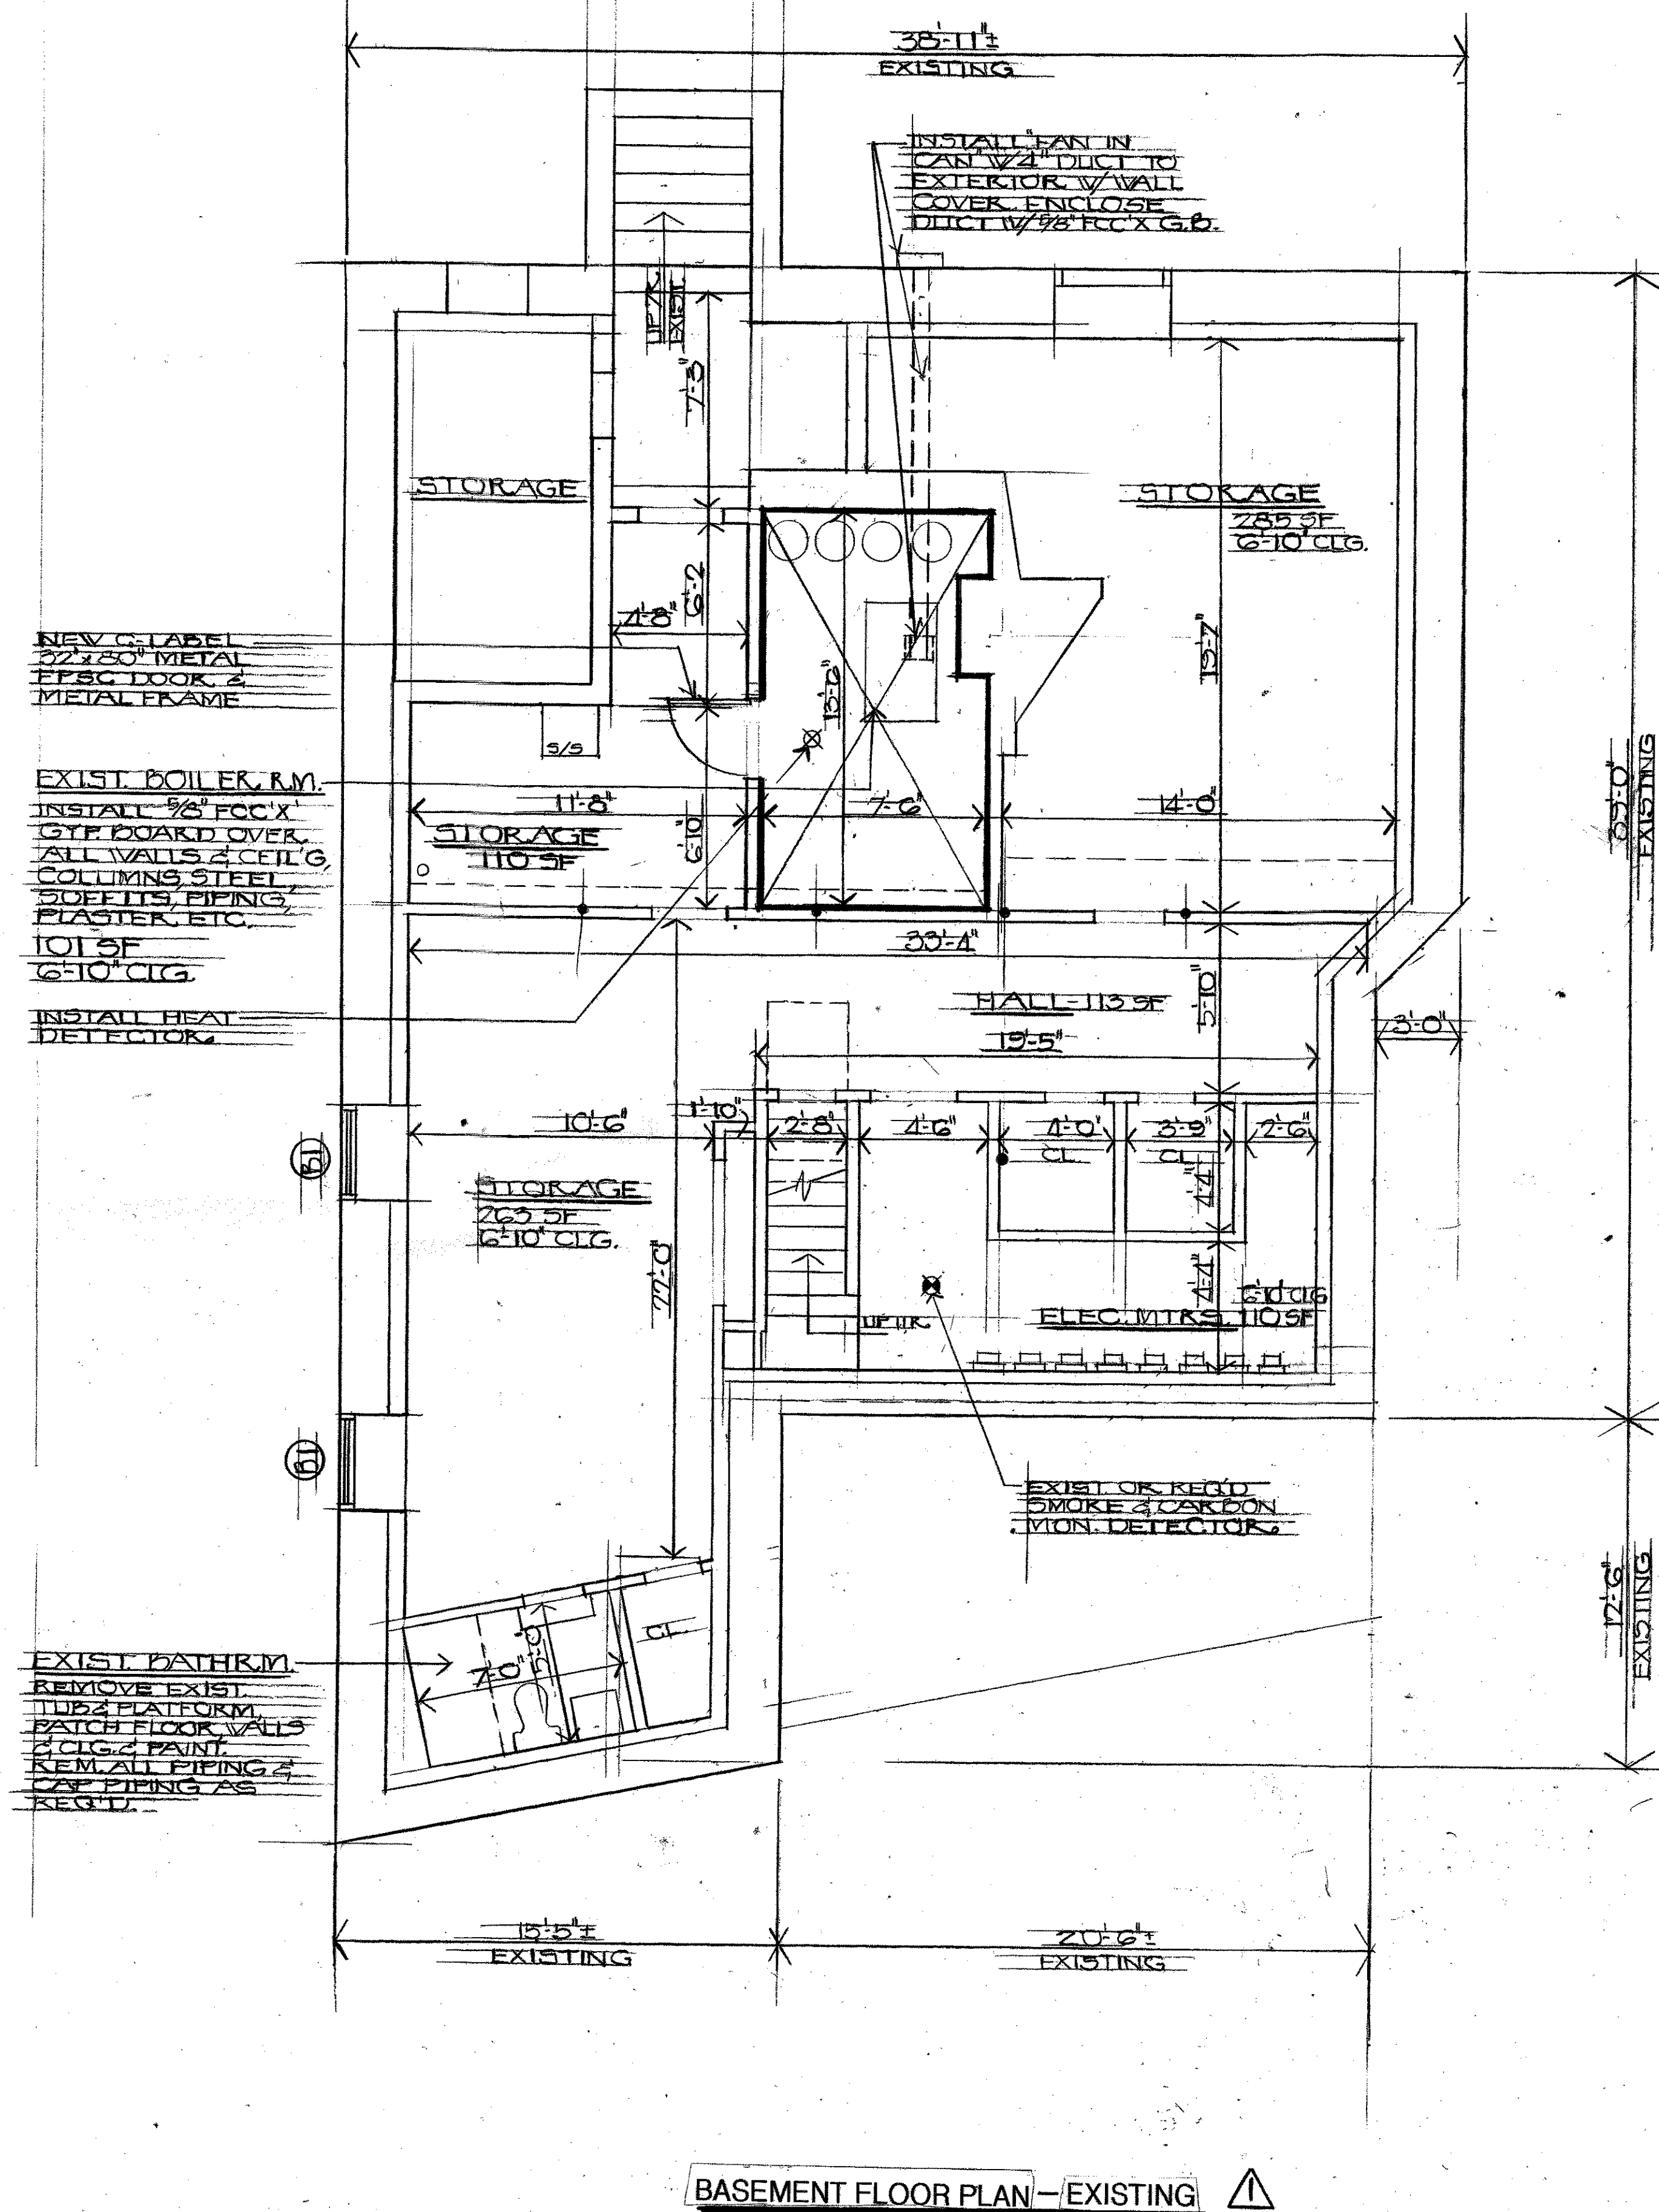 38'-11"±
EXISTING
INSTALL "FAN IN
CAN" W/4" DUCT TO
EXTERIOR W/WALL
COVER. ENCLOSE
DUCT W/5/8" FCC'X' G.B.
EXIST.
7'-3"
STORAGE
STORAGE
285 SF
6'-10" CLG.
6'-2
4'-8"
NEW C-LABEL
32"x80" METAL
FPSC DOOR &
METAL FRAME
13'-6"
19'-7"
S/S
EXIST. BOILER RM.
INSTALL 5/8" FCC'X'
GYP. BOARD OVER
ALL WALLS & CEIL'G,
COLUMNS, STEEL,
SOFFITS, PIPING,
PLASTER, ETC.
101 SF
6'-10" CLG.
11'-8"
STORAGE
110 SF
6'-10"
7'-6"
14'-0"
EXISTING
33'-4"
HALL-113 SF
5'-10"
19'-5"
3'-0"
INSTALL HEAT
DETECTOR.
10'-6"
1'-10"
2'-8"
4'-6"
4'-0"
CL.
3'-9"
CL.
2'-6"
4'-4"
B1
STORAGE
263 SF
6'-10" CLG.
22'-0"
4'-4"
6'-10" CLG
ELEC. MTRS. 110 SF
B1
EXIST OR REQ'D
SMOKE & CARBON
MON. DETECTOR.
12'-6"
EXISTING
CL
5'-0"
7'-0"
EXIST. BATHRM.
REMOVE EXIST.
TUB & PLATFORM,
PATCH FLOOR, WALLS
& CLG. & PAINT.
REM. ALL PIPING &
CAP PIPING AS
REQ'D.
15'-5"±
EXISTING
20'-6"±
EXISTING
BASEMENT FLOOR PLAN – EXISTING
1